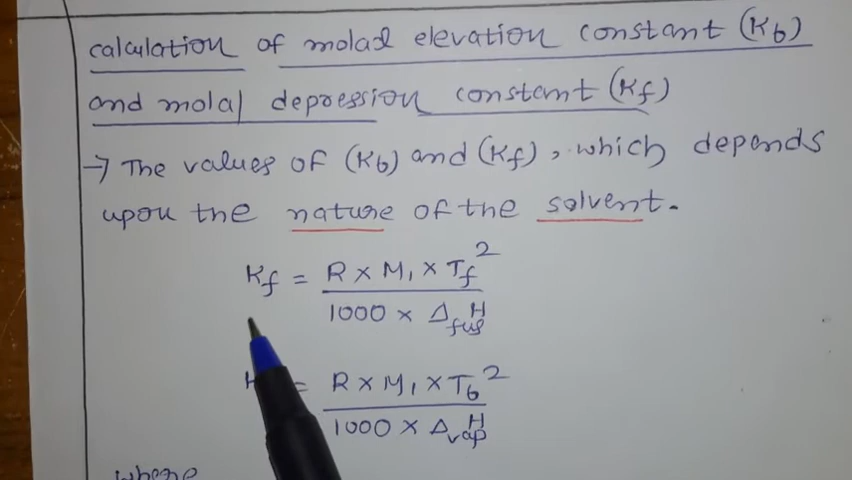 calculation of molal elevation constant (Kb)
and molal depression constant (Kf)
→ The values of (Kb) and (Kf), which depends
upon the nature of the solvent.
Kf = R × M₁ × Tf² / 1000 × ΔfusH
= R × M₁ × Tb² / 1000 × ΔvapH
where